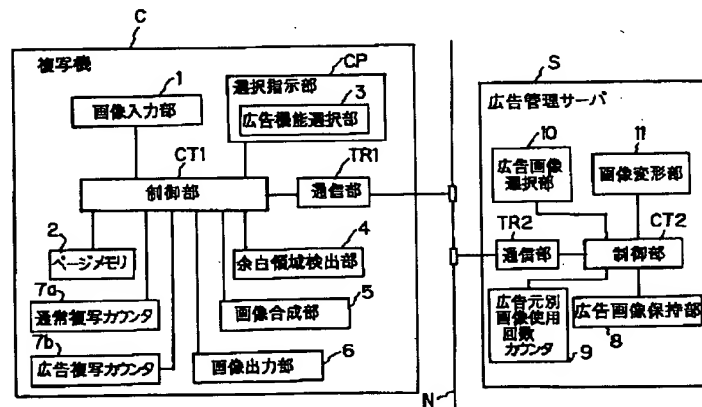 C
複写機
1
画像入力部
CP
選択指示部
3
広告機能選択部
CT1
制御部
TR1
通信部
2
ページメモリ
4
余白領域検出部
7a
通常複写カウンタ
5
画像合成部
7b
広告複写カウンタ
6
画像出力部
N
S
広告管理サーバ
10
広告画像
選択部
11
画像変形部
TR2
通信部
CT2
制御部
広告元別
画像使用
回数
カウンタ
9
広告画像保持部
8